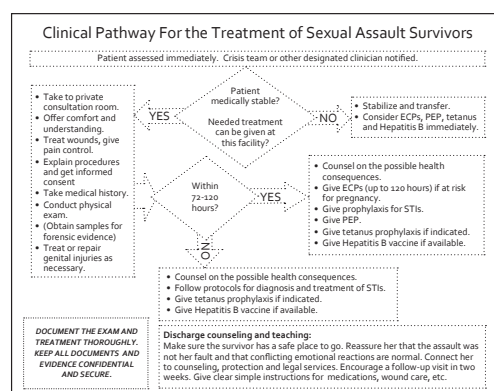 Clinical Pathway For the Treatment of Sexual Assault Survivors
Patient assessed immediately. Crisis team or other designated clinician notified.
Patient
medically stable?
Needed treatment
can be given at
this facility?
YES
NO
• Stabilize and transfer.
• Consider ECPs, PEP, tetanus
and Hepatitis B immediately.
• Take to private
consultation room.
• Offer comfort and
understanding.
• Treat wounds, give
pain control.
• Explain procedures
and get informed
consent
• Take medical history.
• Conduct physical
exam.
• (Obtain samples for
forensic evidence)
• Treat or repair
genital injuries as
necessary.
Within
72-120
hours?
YES
• Counsel on the possible health
consequences.
• Give ECPs (up to 120 hours) if at risk
for pregnancy.
• Give prophylaxis for STIs.
• Give PEP.
• Give tetanus prophylaxis if indicated.
• Give Hepatitis B vaccine if available.
NO
• Counsel on the possible health consequences.
• Follow protocols for diagnosis and treatment of STIs.
• Give tetanus prophylaxis if indicated.
• Give Hepatitis B vaccine if available.
DOCUMENT THE EXAM AND
TREATMENT THOROUGHLY.
KEEP ALL DOCUMENTS AND
EVIDENCE CONFIDENTIAL
AND SECURE.
Discharge counseling and teaching:
Make sure the survivor has a safe place to go. Reassure her that the assault was
not her fault and that conflicting emotional reactions are normal. Connect her
to counseling, protection and legal services. Encourage a follow-up visit in two
weeks. Give clear simple instructions for medications, wound care, etc.